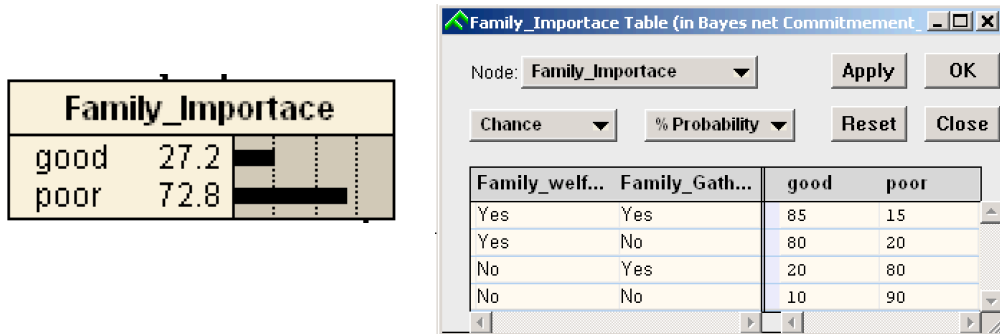 Family_Importace
good 27.2
poor 72.8
Family_Importace Table (in Bayes net Commitmement_
Node: Family_Importace Apply OK
Chance % Probability Reset Close
Family_welf... Family_Gath... good poor
Yes Yes 85 15
Yes No 80 20
No Yes 20 80
No No 10 90